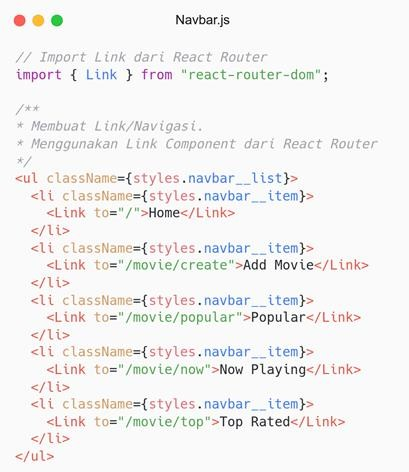 Navbar.js
// Import Link dari React Router
import { Link } from "react-router-dom";
/**
* Membuat Link/Navigasi.
* Menggunakan Link Component dari React Router
*/
<ul className={styles.navbar__list}>
<li className={styles.navbar__item}>
<Link to="/">Home</Link>
</li>
<li className={styles.navbar__item}>
<Link to="/movie/create">Add Movie</Link>
</li>
<li className={styles.navbar__item}>
<Link to="/movie/popular">Popular</Link>
</li>
<li className={styles.navbar__item}>
<Link to="/movie/now">Now Playing</Link>
</li>
<li className={styles.navbar__item}>
<Link to="/movie/top">Top Rated</Link>
</li>
</ul>